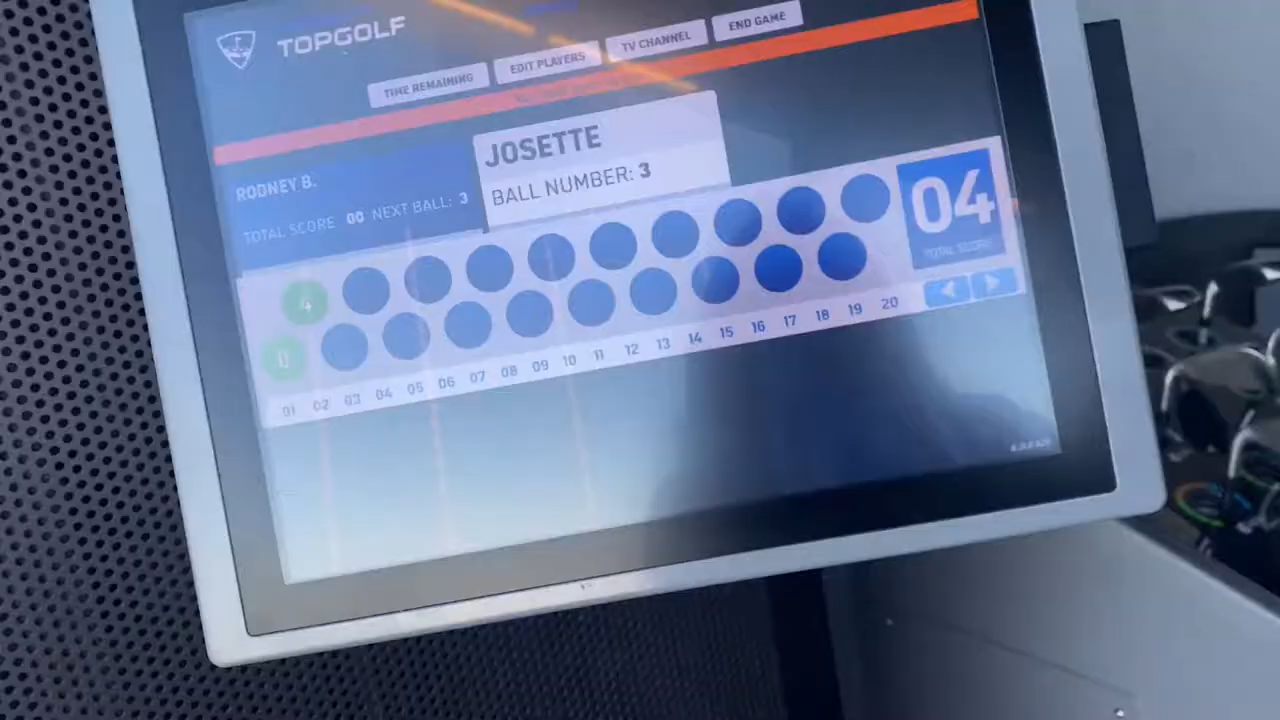 TOPGOLF
TIME REMAINING
EDIT PLAYERS
TV CHANNEL
END GAME
RODNEY B.
TOTAL SCORE 00 NEXT BALL: 3
JOSETTE
BALL NUMBER: 3
4
0
04
TOTAL SCORE
01 02 03 04 05 06 07 08 09 10 11 12 13 14 15 16 17 18 19 20